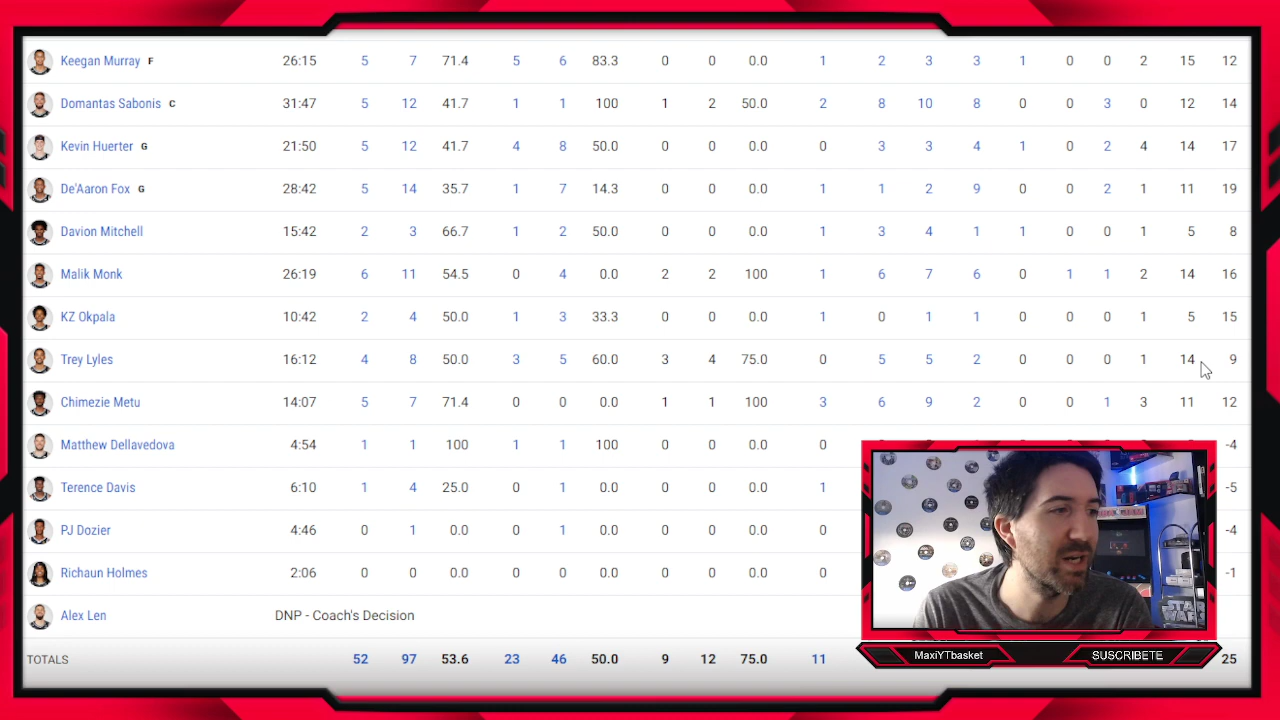 Keegan Murray F 26:15 5 7 71.4 5 6 83.3 0 0 0.0 1 2 3 3 1 0 0 2 15 12
Domantas Sabonis C 31:47 5 12 41.7 1 1 100 1 2 50.0 2 8 10 8 0 0 3 0 12 14
Kevin Huerter G 21:50 5 12 41.7 4 8 50.0 0 0 0.0 0 3 3 4 1 0 2 4 14 17
De'Aaron Fox G 28:42 5 14 35.7 1 7 14.3 0 0 0.0 1 1 2 9 0 0 2 1 11 19
Davion Mitchell 15:42 2 3 66.7 1 2 50.0 0 0 0.0 1 3 4 1 1 0 0 1 5 8
Malik Monk 26:19 6 11 54.5 0 4 0.0 2 2 100 1 6 7 6 0 1 1 2 14 16
KZ Okpala 10:42 2 4 50.0 1 3 33.3 0 0 0.0 1 0 1 1 0 0 0 1 5 15
Trey Lyles 16:12 4 8 50.0 3 5 60.0 3 4 75.0 0 5 5 2 0 0 0 1 14 9
Chimezie Metu 14:07 5 7 71.4 0 0 0.0 1 1 100 3 6 9 2 0 0 1 3 11 12
Matthew Dellavedova 4:54 1 1 100 1 1 100 0 0 0.0 0 -4
Terence Davis 6:10 1 4 25.0 0 1 0.0 0 0 0.0 1 -5
PJ Dozier 4:46 0 1 0.0 0 1 0.0 0 0 0.0 0 -4
Richaun Holmes 2:06 0 0 0.0 0 0 0.0 0 0 0.0 0 -1
Alex Len DNP - Coach's Decision
STAR
WARS
MaxiYTbasket SUSCRIBETE
TOTALS 52 97 53.6 23 46 50.0 9 12 75.0 11 25